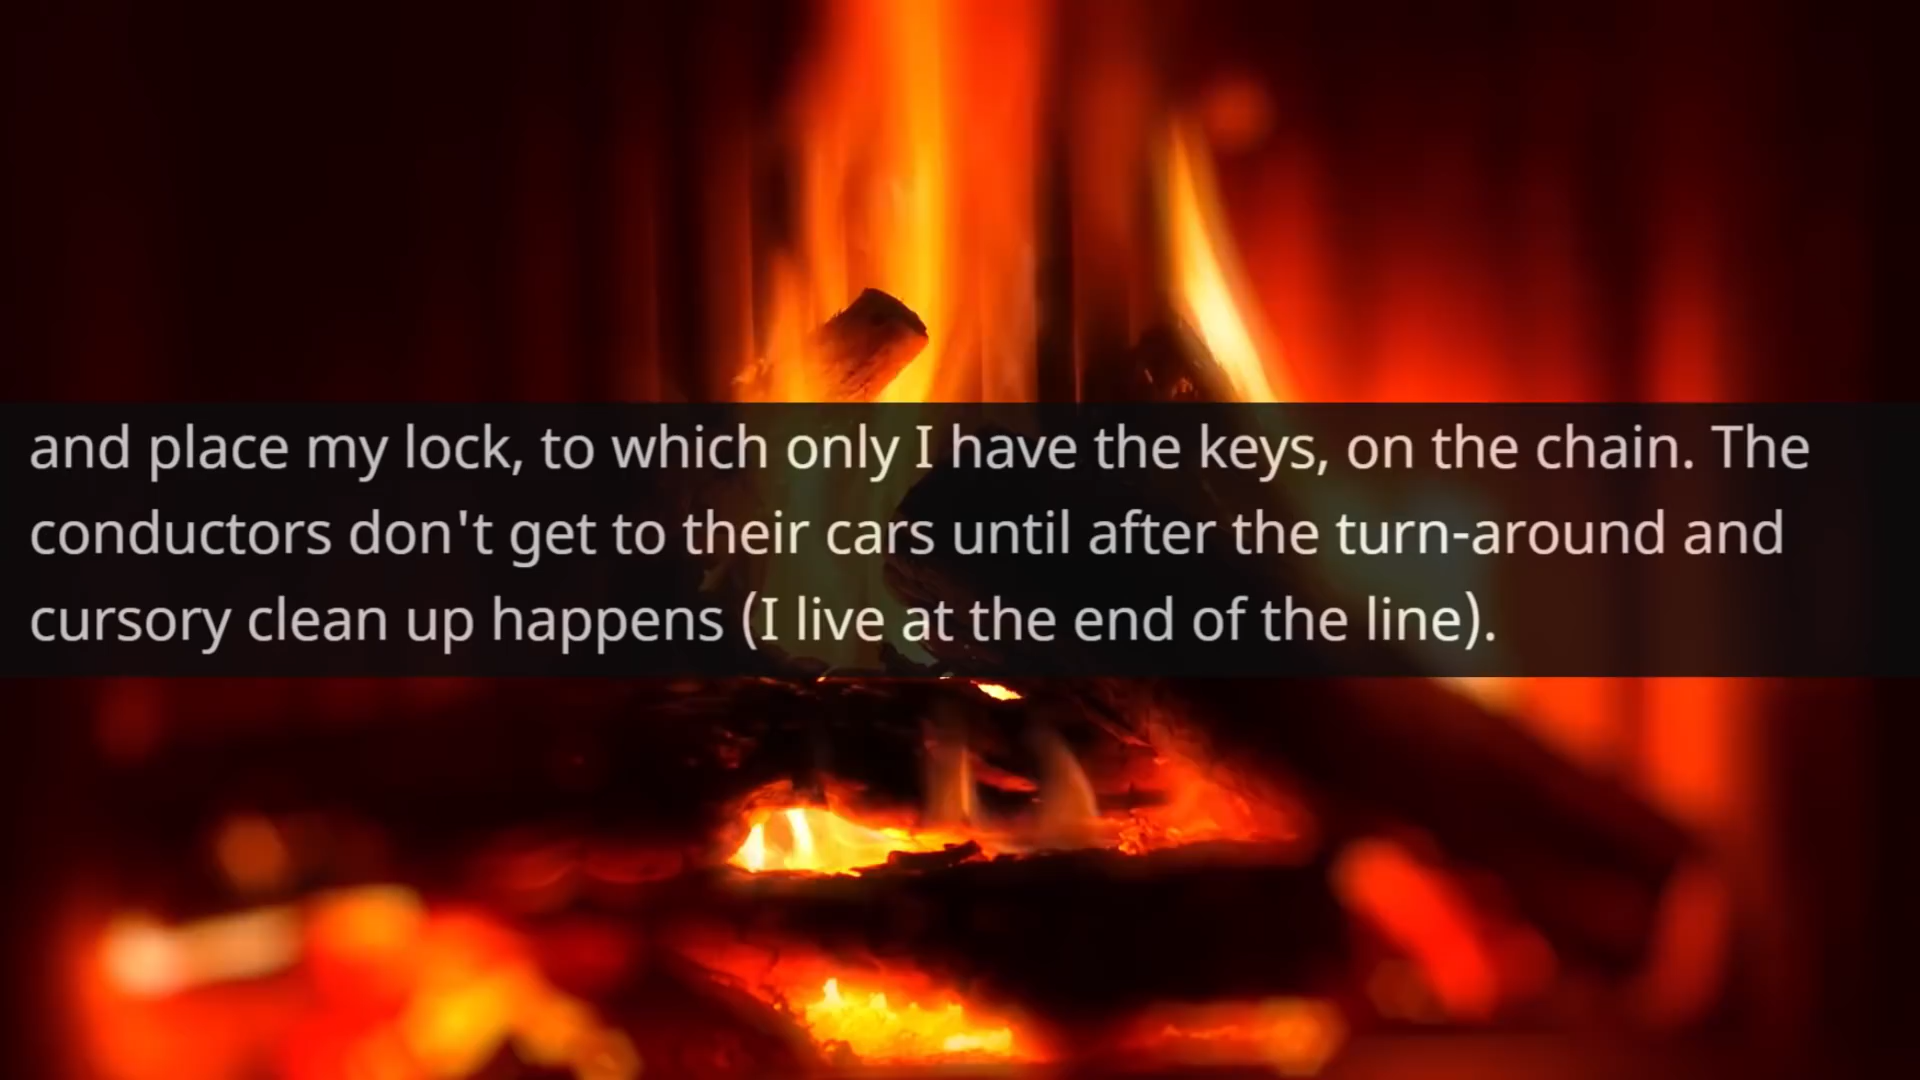 and place my lock, to which only I have the keys, on the chain. The
conductors don't get to their cars until after the turn-around and
cursory clean up happens (I live at the end of the line).